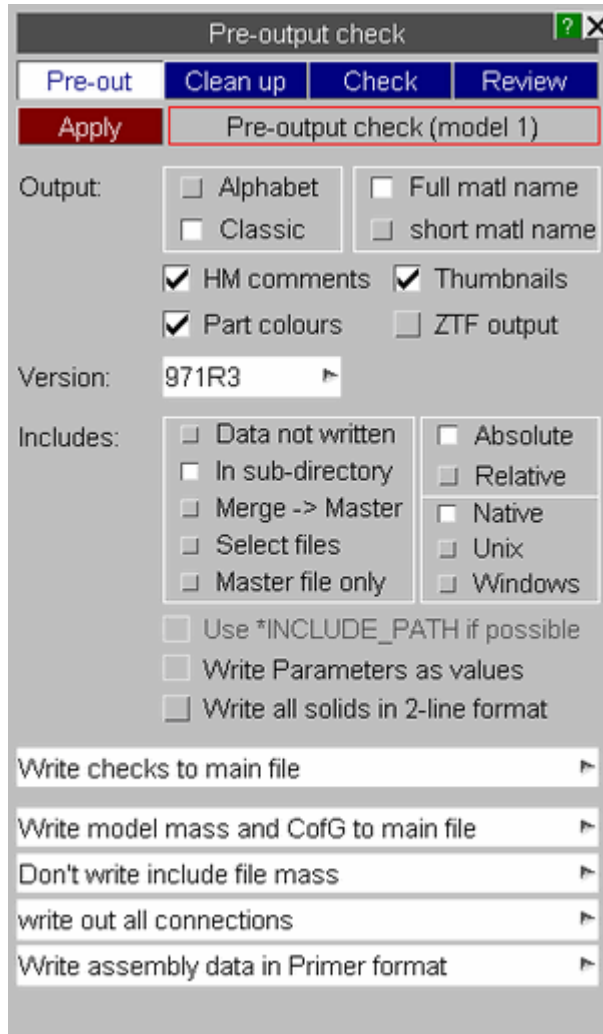 Pre-output check ? X
Pre-out Clean up Check Review
Apply Pre-output check (model 1)
Output: Alphabet Full matl name
Classic short matl name
HM comments Thumbnails
Part colours ZTF output
Version: 971R3
Includes: Data not written Absolute
In sub-directory Relative
Merge -> Master Native
Select files Unix
Master file only Windows
Use *INCLUDE_PATH if possible
Write Parameters as values
Write all solids in 2-line format
Write checks to main file
Write model mass and CofG to main file
Don't write include file mass
write out all connections
Write assembly data in Primer format